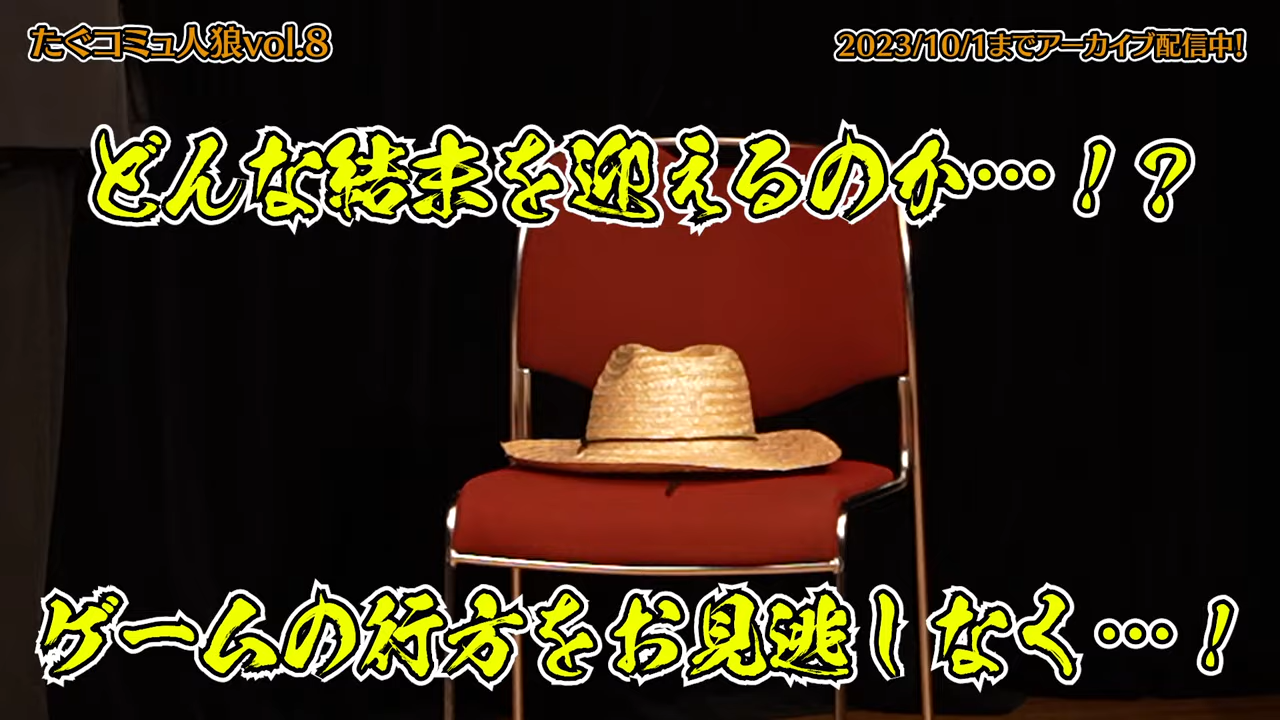 たぐコミュ人狼vol.8
2023/10/1までアーカイブ配信中!
どんな結末を迎えるのか…！？
ゲームの行方をお見逃しなく…！